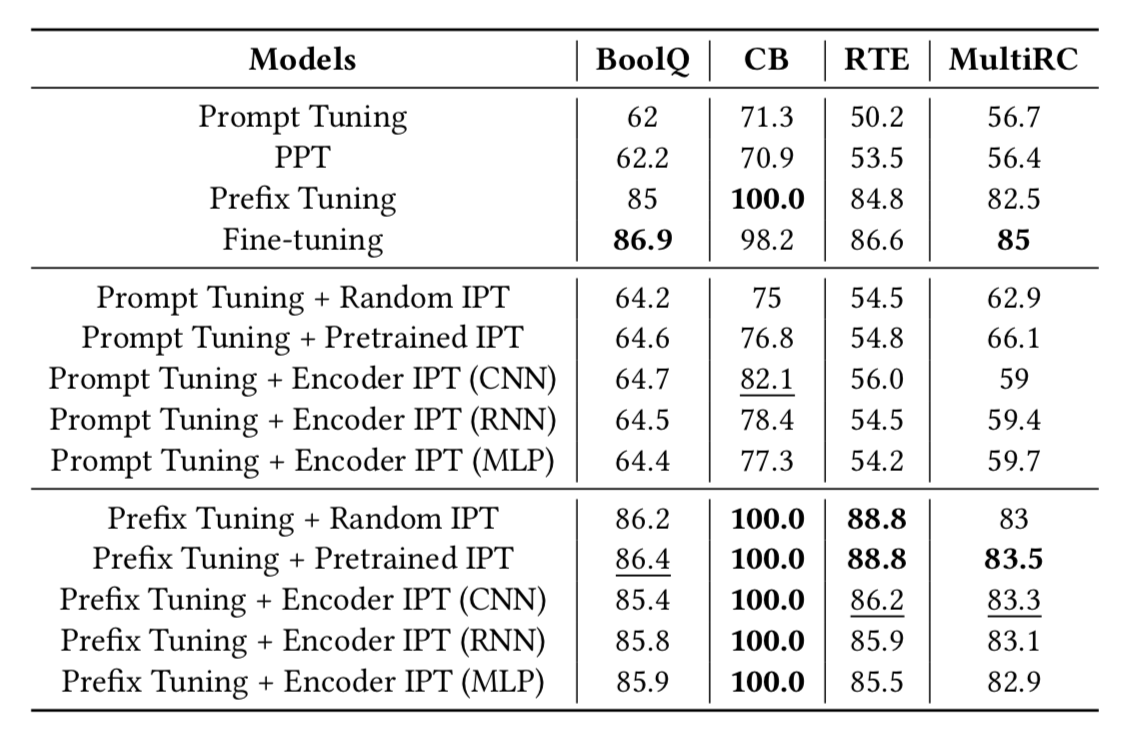 Models BoolQ CB RTE MultiRC
Prompt Tuning 62 71.3 50.2 56.7
PPT 62.2 70.9 53.5 56.4
Prefix Tuning 85 100.0 84.8 82.5
Fine-tuning 86.9 98.2 86.6 85
Prompt Tuning + Random IPT 64.2 75 54.5 62.9
Prompt Tuning + Pretrained IPT 64.6 76.8 54.8 66.1
Prompt Tuning + Encoder IPT (CNN) 64.7 82.1 56.0 59
Prompt Tuning + Encoder IPT (RNN) 64.5 78.4 54.5 59.4
Prompt Tuning + Encoder IPT (MLP) 64.4 77.3 54.2 59.7
Prefix Tuning + Random IPT 86.2 100.0 88.8 83
Prefix Tuning + Pretrained IPT 86.4 100.0 88.8 83.5
Prefix Tuning + Encoder IPT (CNN) 85.4 100.0 86.2 83.3
Prefix Tuning + Encoder IPT (RNN) 85.8 100.0 85.9 83.1
Prefix Tuning + Encoder IPT (MLP) 85.9 100.0 85.5 82.9